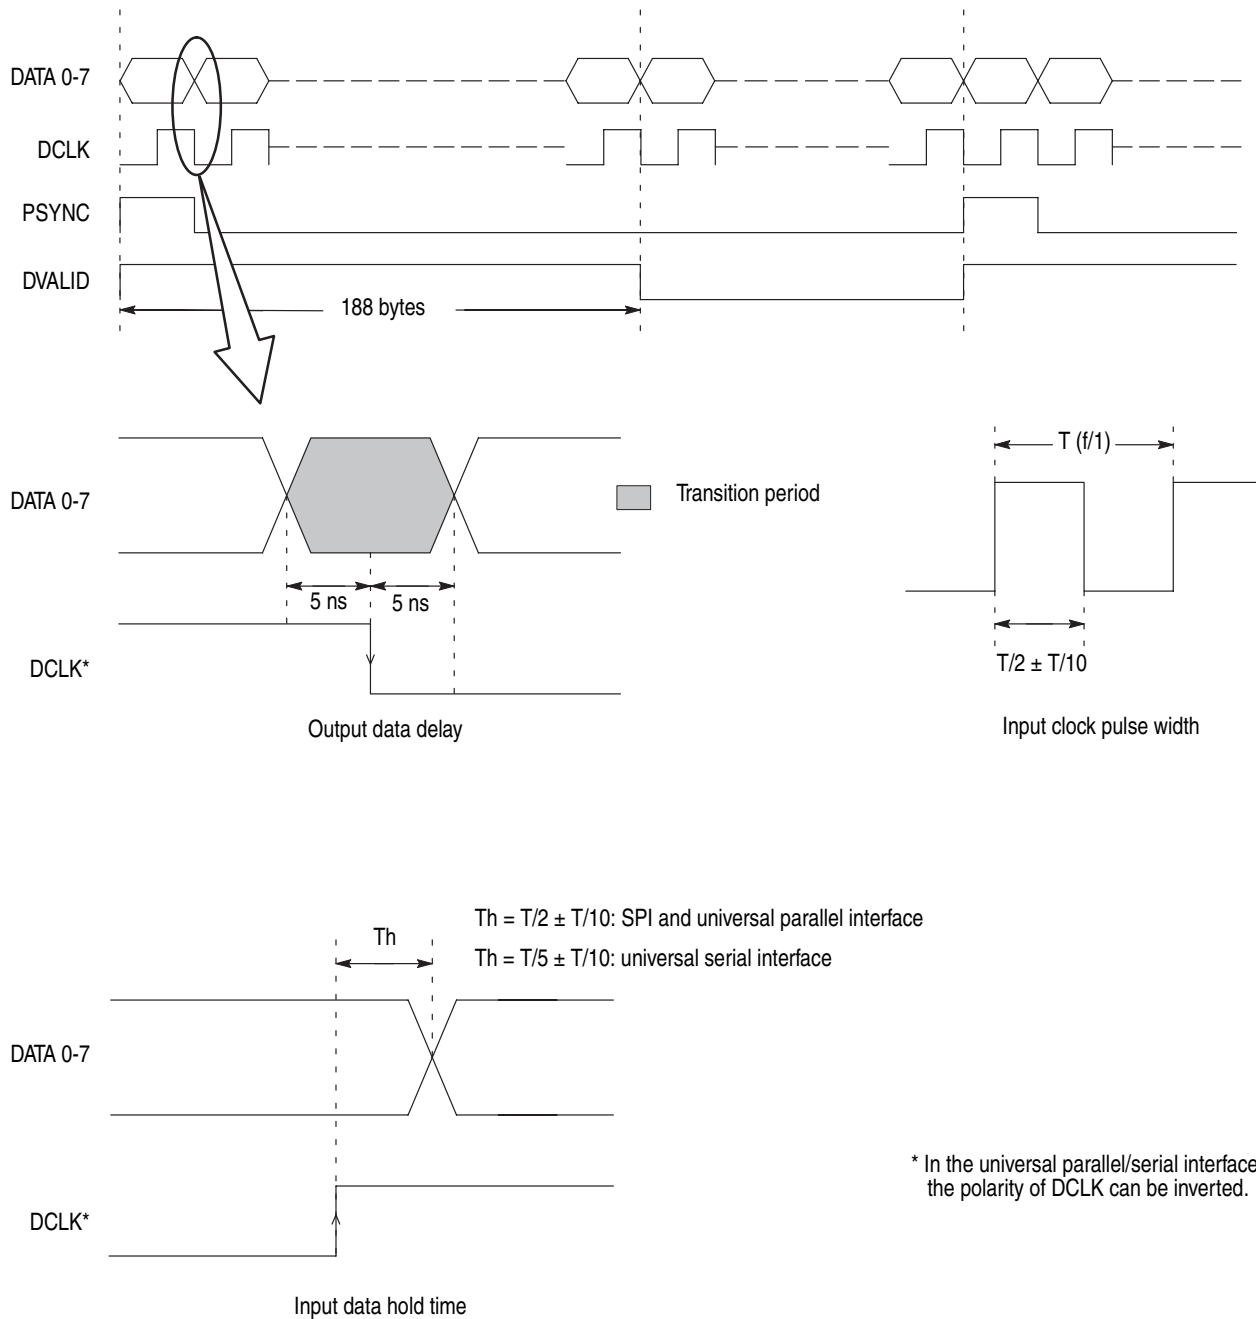 DATA 0-7
DCLK
PSYNC
DVALID
188 bytes
T (f/1)
DATA 0-7
Transition period
5 ns
5 ns
DCLK*
T/2 ± T/10
Output data delay
Input clock pulse width
Th = T/2 ± T/10: SPI and universal parallel interface
Th
Th = T/5 ± T/10: universal serial interface
DATA 0-7
* In the universal parallel/serial interface
the polarity of DCLK can be inverted.
DCLK*
Input data hold time